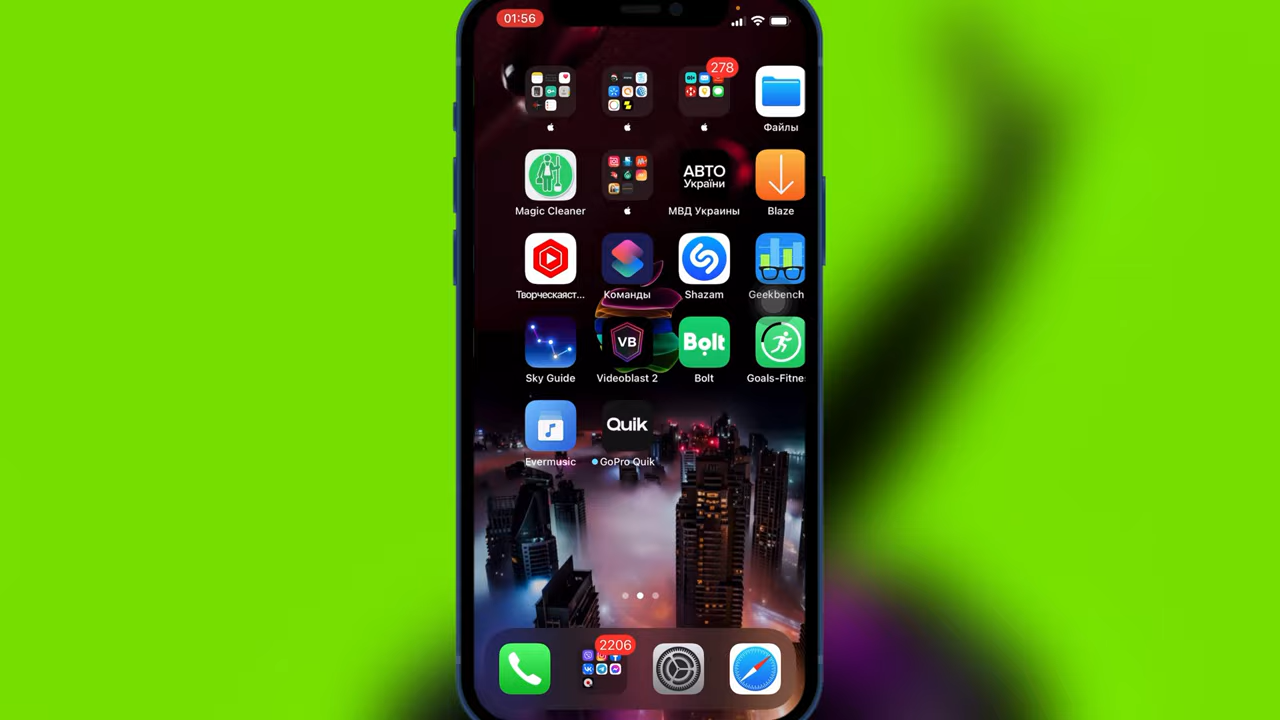 01:56
278
Файлы
Magic Cleaner
АВТО
України
МВД Украины
Blaze
Творческаяст...
Команды
Shazam
Geekbench
VB
Bolt
Sky Guide
Videoblast 2
Bolt
Goals-Fitne
Quik
Evermusic
GoPro Quik
2206